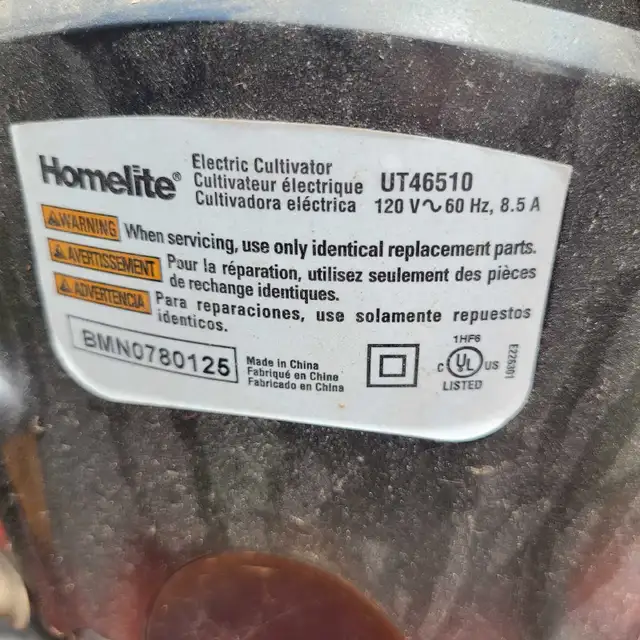 Homelite®
Electric Cultivator
Cultivateur électrique
Cultivadora eléctrica
UT46510
120 V~60 Hz, 8.5 A
WARNING When servicing, use only identical replacement parts.
AVERTISSEMENT Pour la réparation, utilisez seulement des pièces
de rechange identiques.
ADVERTENCIA Para reparaciones, use solamente repuestos
identicos.
BMN0780125
Made in China
Fabriqué en Chine
Fabricado en China
1HF6
C UL US
LISTED
E226301